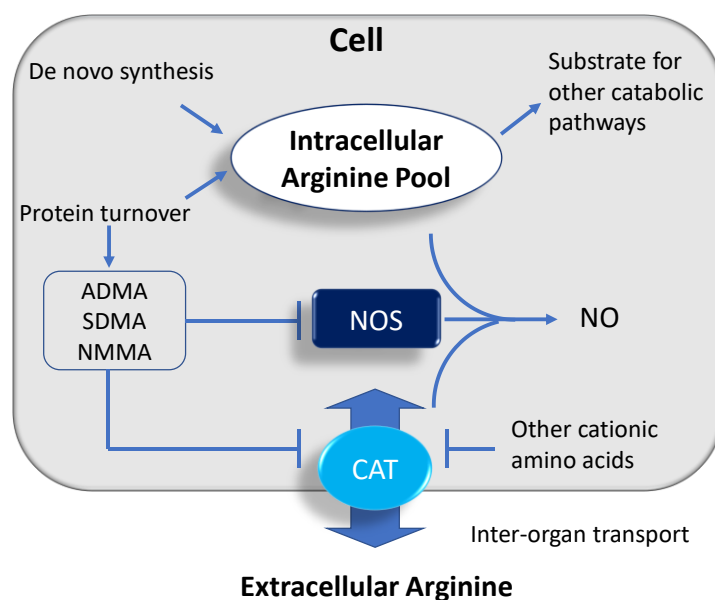 Cell
De novo synthesis
Substrate for
other catabolic
pathways
Intracellular
Arginine Pool
Protein turnover
ADMA
SDMA
NMMA
NOS
NO
CAT
Other cationic
amino acids
Inter-organ transport
Extracellular Arginine